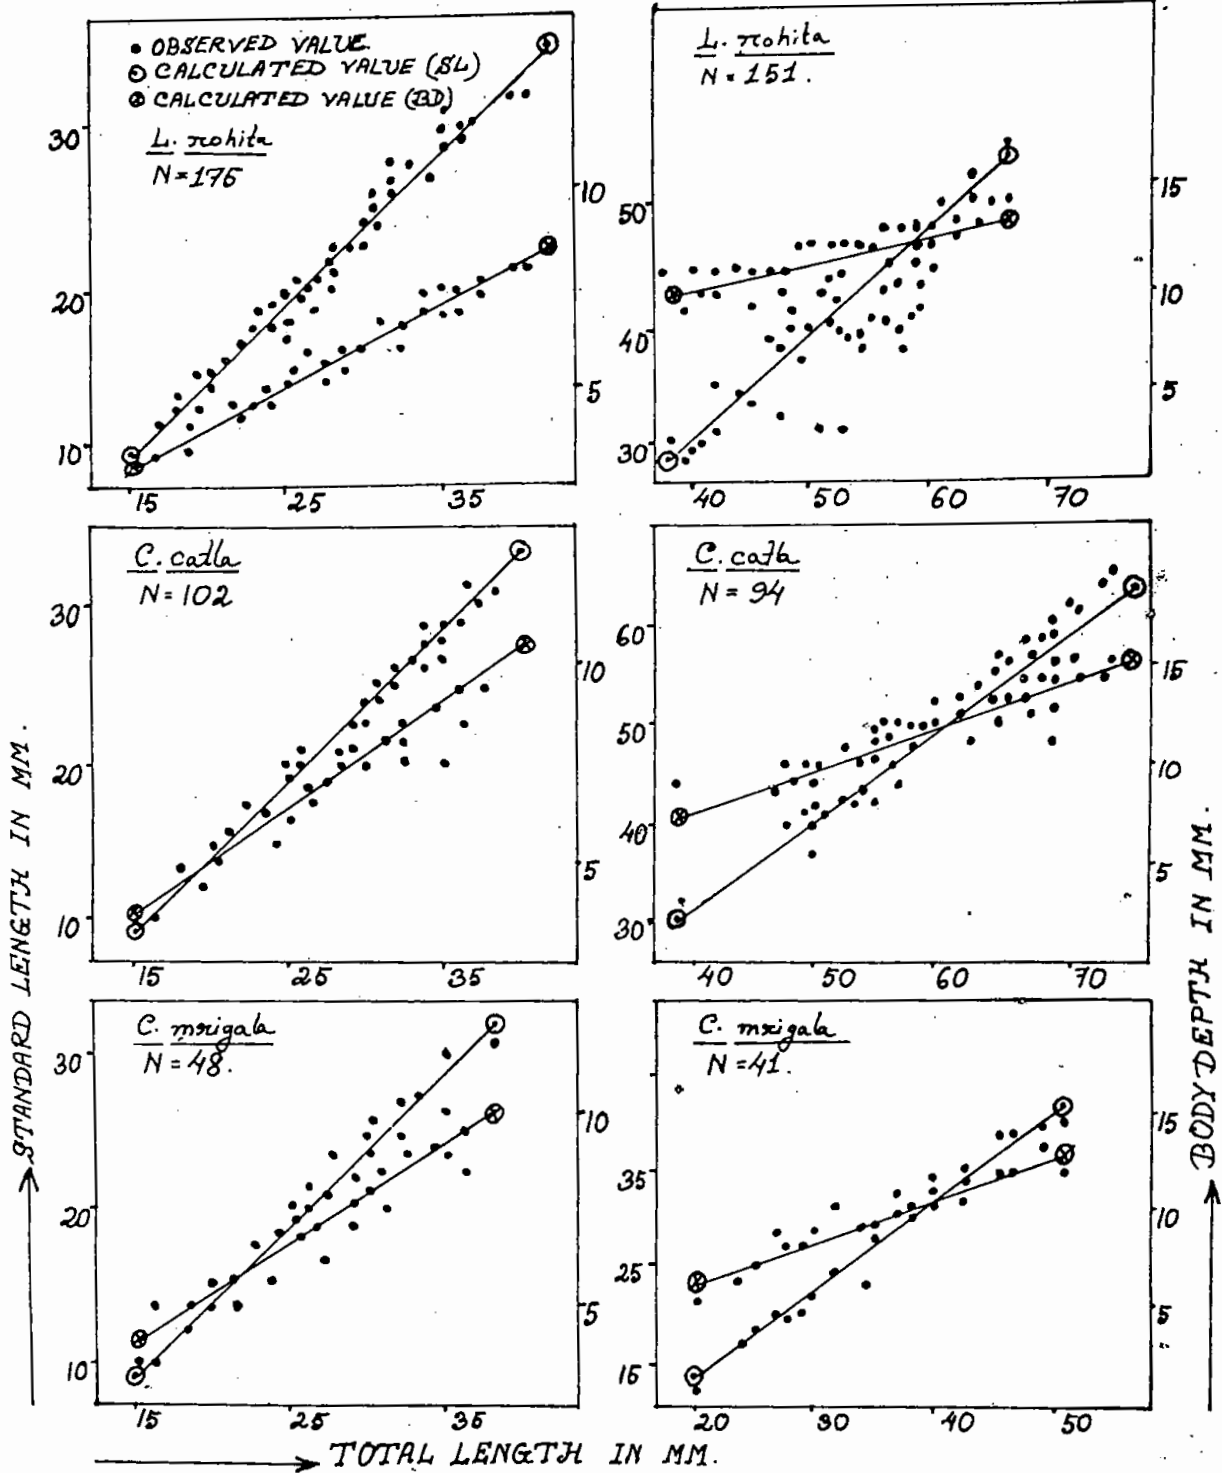 • OBSERVED VALUE
⊙ CALCULATED VALUE (SL)
⊗ CALCULATED VALUE (BD)
L. rohita
N=176
30
20
10
10
5
15 25 35
L. rohita
N=151.
50
40
30
15
10
5
40 50 60 70
C. catla
N=102
30
20
10
10
5
15 25 35
C. catla
N=94
60
50
40
30
15
10
5
40 50 60 70
C. mrigala
N=48.
30
20
10
10
5
15 25 35
C. mrigala
N=41.
35
25
15
15
10
5
20 30 40 50
STANDARD LENGTH IN MM.
BODY DEPTH IN MM.
TOTAL LENGTH IN MM.